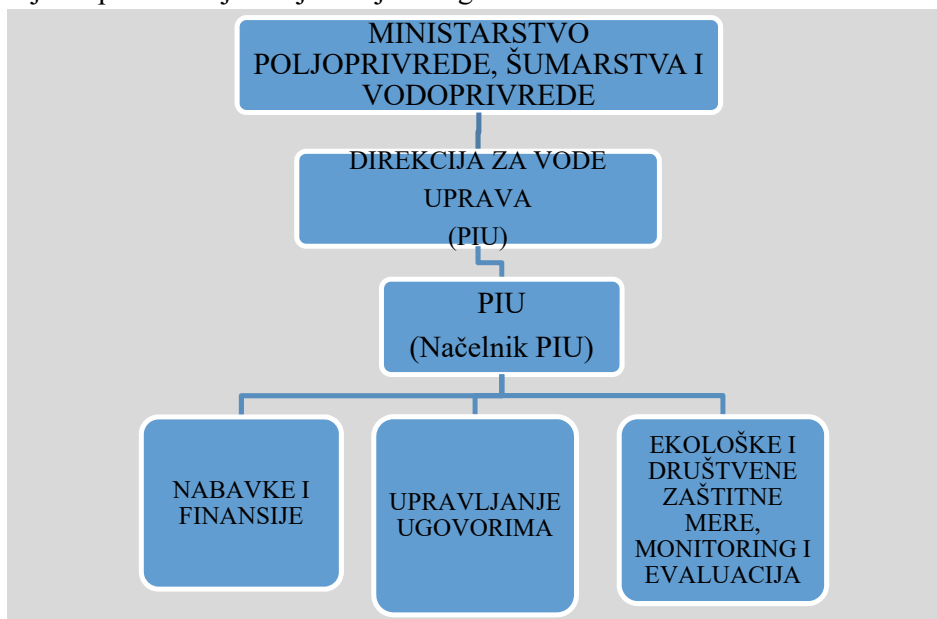 MINISTARSTVO
POLJOPRIVREDE, ŠUMARSTVA I
VODOPRIVREDE
DIREKCIJA ZA VODE
UPRAVA
(PIU)
PIU
(Načelnik PIU)
NABAVKE I
FINANSIJE
UPRAVLJANJE
UGOVORIMA
EKOLOŠKE I
DRUŠTVENE
ZAŠTITNE
MERE,
MONITORING I
EVALUACIJA